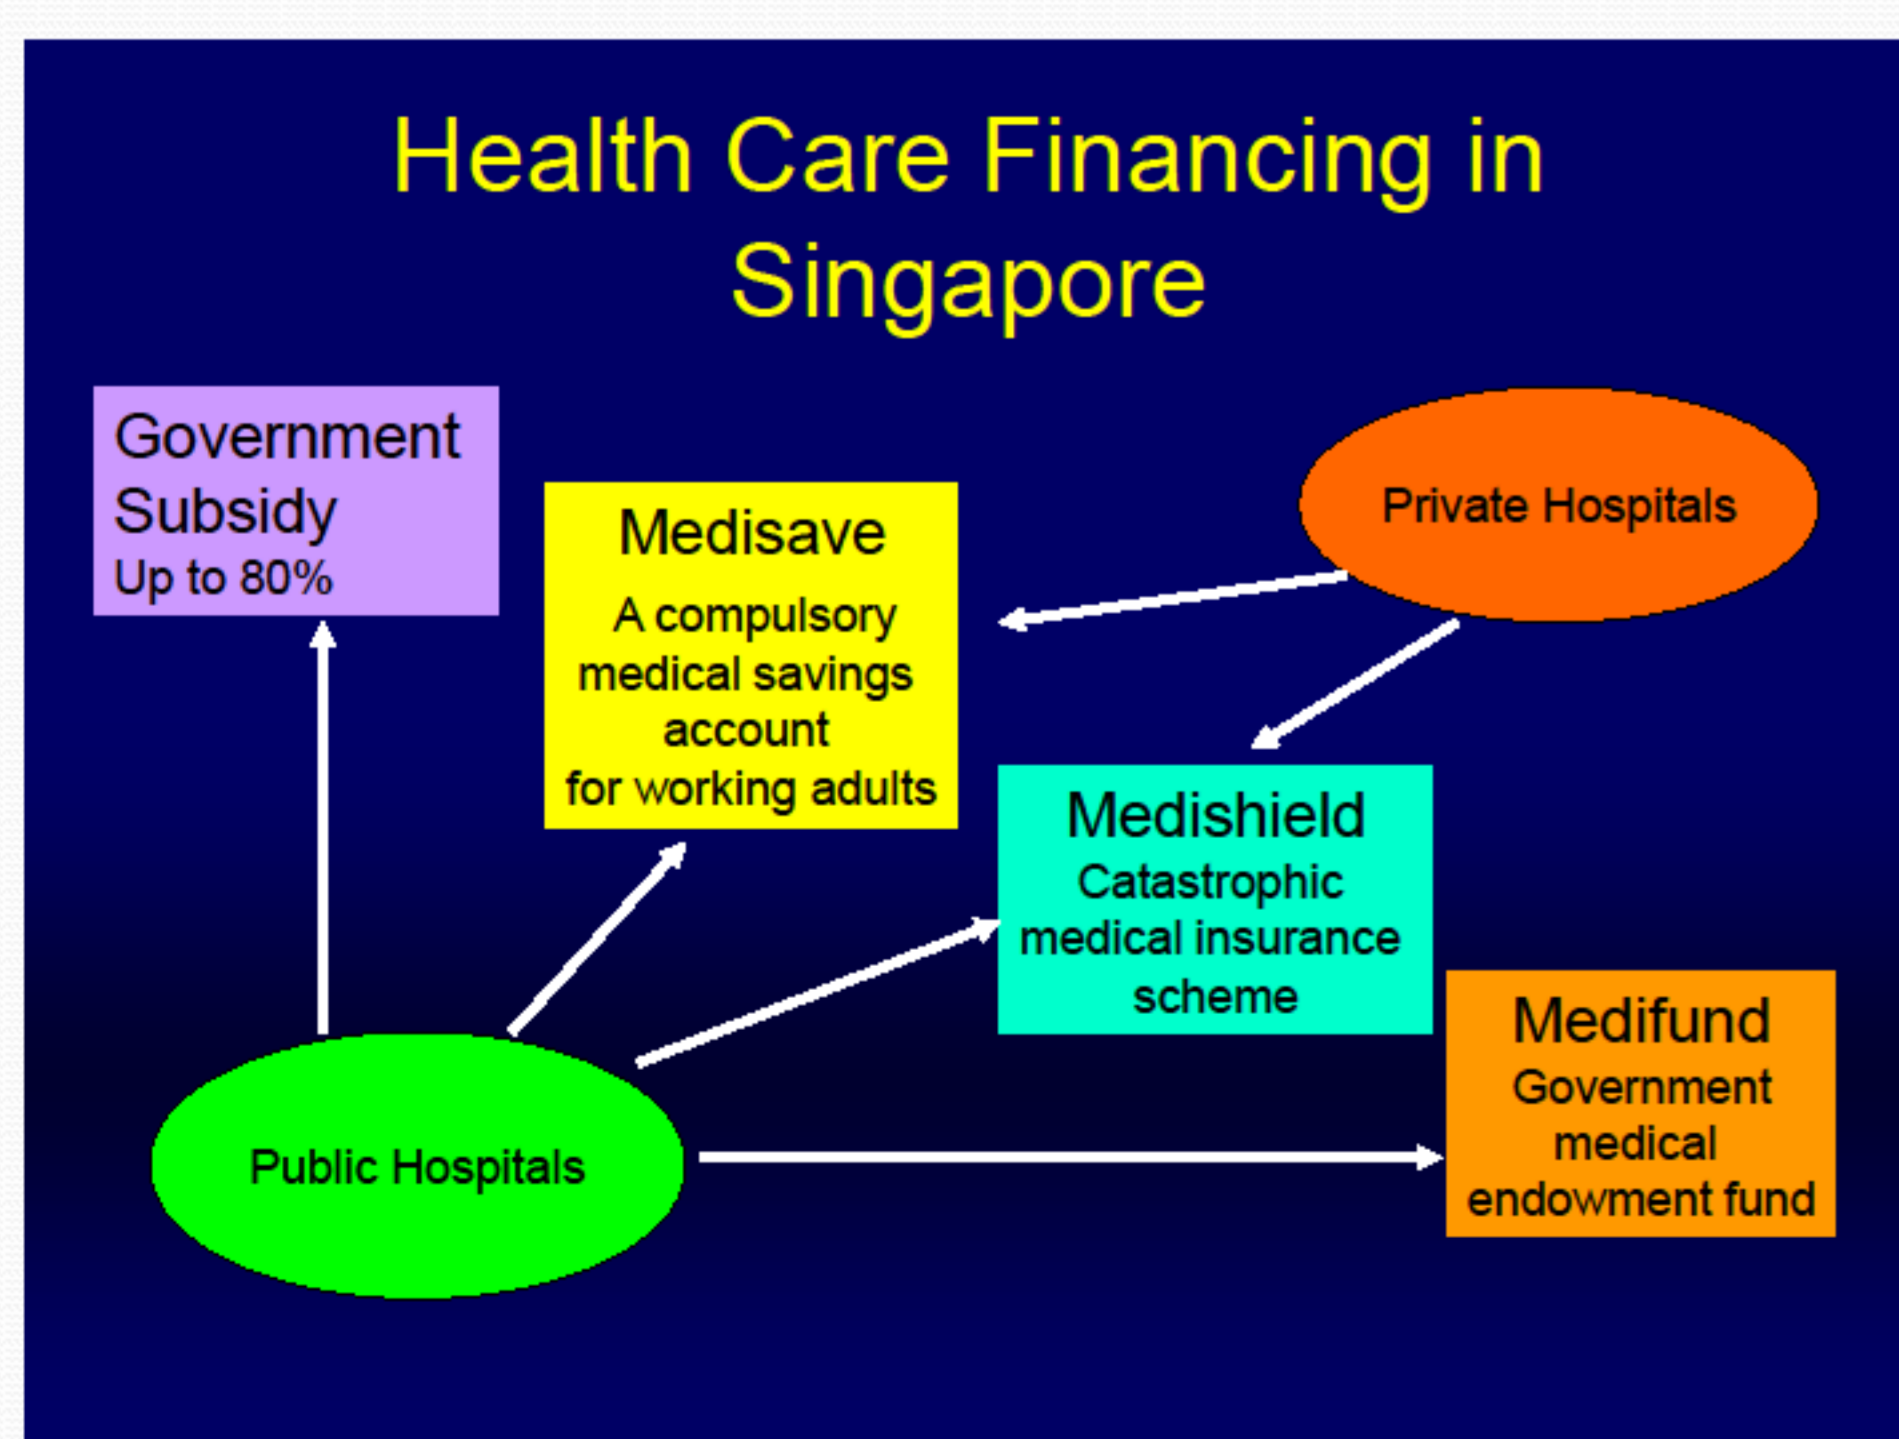 Health Care Financing in
Singapore
Government
Subsidy
Up to 80%
Medisave
A compulsory
medical savings
account
for working adults
Private Hospitals
Medishield
Catastrophic
medical insurance
scheme
Medifund
Government
medical
endowment fund
Public Hospitals